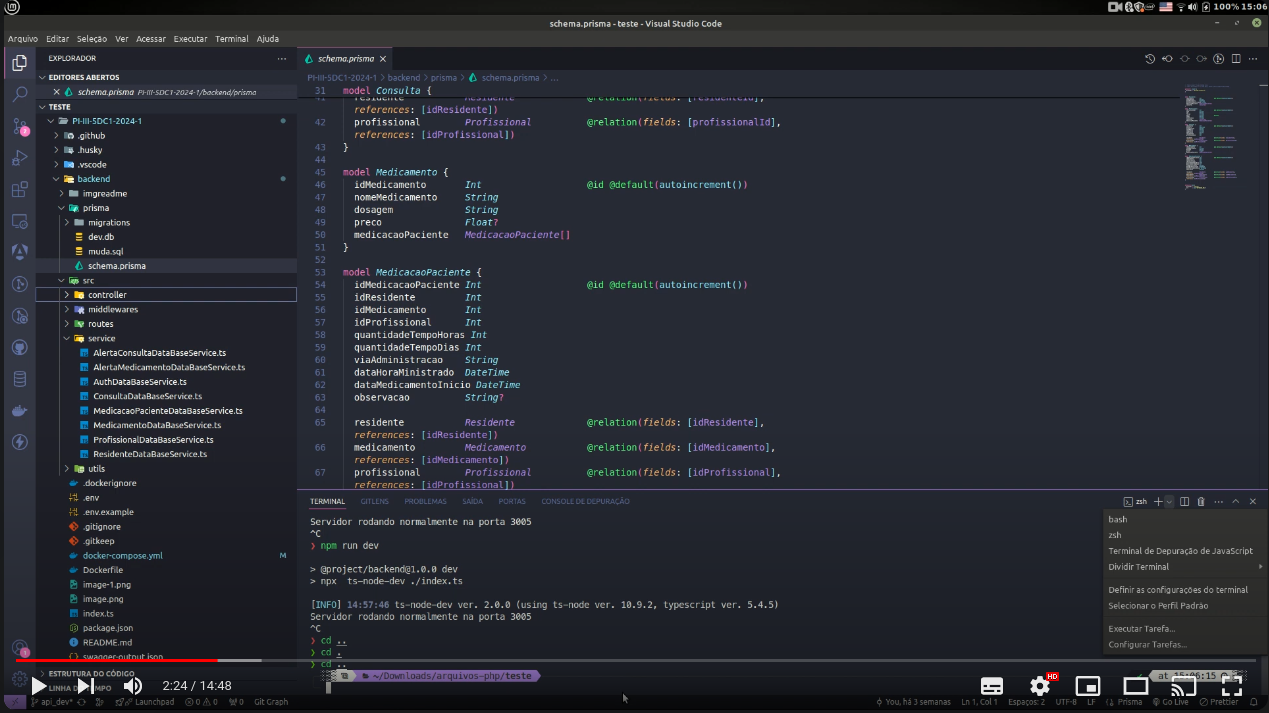 100% 15:06
schema.prisma - teste - Visual Studio Code
Arquivo Editar Seleção Ver Acessar Executar Terminal Ajuda
EXPLORADOR
EDITORES ABERTOS
schema.prisma PI-III-SDC1-2024-1/backend/prisma
TESTE
PI-III-SDC1-2024-1
.github
.husky
.vscode
backend
imgreadme
prisma
migrations
dev.db
muda.sql
schema.prisma
src
controller
middlewares
routes
service
AlertaConsultaDataBaseService.ts
AlertaMedicamentoDataBaseService.ts
AuthDataBaseService.ts
ConsultaDataBaseService.ts
MedicacaoPacienteDataBaseService.ts
MedicamentoDataBaseService.ts
ProfissionalDataBaseService.ts
ResidenteDataBaseService.ts
utils
.dockerignore
.env
.env.example
.gitignore
.gitkeep
docker-compose.yml M
Dockerfile
image-1.png
image.png
index.ts
package.json
README.md
swagger-output.json
ESTRUTURA DO CÓDIGO
LINHA DO TEMPO
schema.prisma
PI-III-SDC1-2024-1 > backend > prisma > schema.prisma > ...
31 model Consulta {
41 residente Residente @relation(fields: [residenteId],
references: [idResidente])
42 profissional Profissional @relation(fields: [profissionalId],
references: [idProfissional])
43 }
44
45 model Medicamento {
46 idMedicamento Int @id @default(autoincrement())
47 nomeMedicamento String
48 dosagem String
49 preco Float?
50 medicacaoPaciente MedicacaoPaciente[]
51 }
52
53 model MedicacaoPaciente {
54 idMedicacaoPaciente Int @id @default(autoincrement())
55 idResidente Int
56 idMedicamento Int
57 idProfissional Int
58 quantidadeTempoHoras Int
59 quantidadeTempoDias Int
60 viaAdministracao String
61 dataHoraMinistrado DateTime
62 dataMedicamentoInicio DateTime
63 observacao String?
64
65 residente Residente @relation(fields: [idResidente],
references: [idResidente])
66 medicamento Medicamento @relation(fields: [idMedicamento],
references: [idMedicamento])
67 profissional Profissional @relation(fields: [idProfissional],
references: [idProfissional])
TERMINAL GITLENS PROBLEMAS SAÍDA PORTAS CONSOLE DE DEPURAÇÃO
zsh
Servidor rodando normalmente na porta 3005
^C
❯ npm run dev
> @project/backend@1.0.0 dev
> npx ts-node-dev ./index.ts
[INFO] 14:57:46 ts-node-dev ver. 2.0.0 (using ts-node ver. 10.9.2, typescript ver. 5.4.5)
Servidor rodando normalmente na porta 3005
^C
❯ cd ..
❯ cd .
❯ cd ..
~/Downloads/arquivos-php/teste
15:06:15
bash
zsh
Terminal de Depuração de JavaScript
Dividir Terminal
Definir as configurações do terminal
Selecionar o Perfil Padrão
Executar Tarefa...
Configurar Tarefas...
2:24 / 14:48
HD
api_dev* Launchpad 0 0 0 Git Graph
You, há 3 semanas Ln 1, Col 1 Espaços: 2 UTF-8 LF Prisma Go Live Prettier